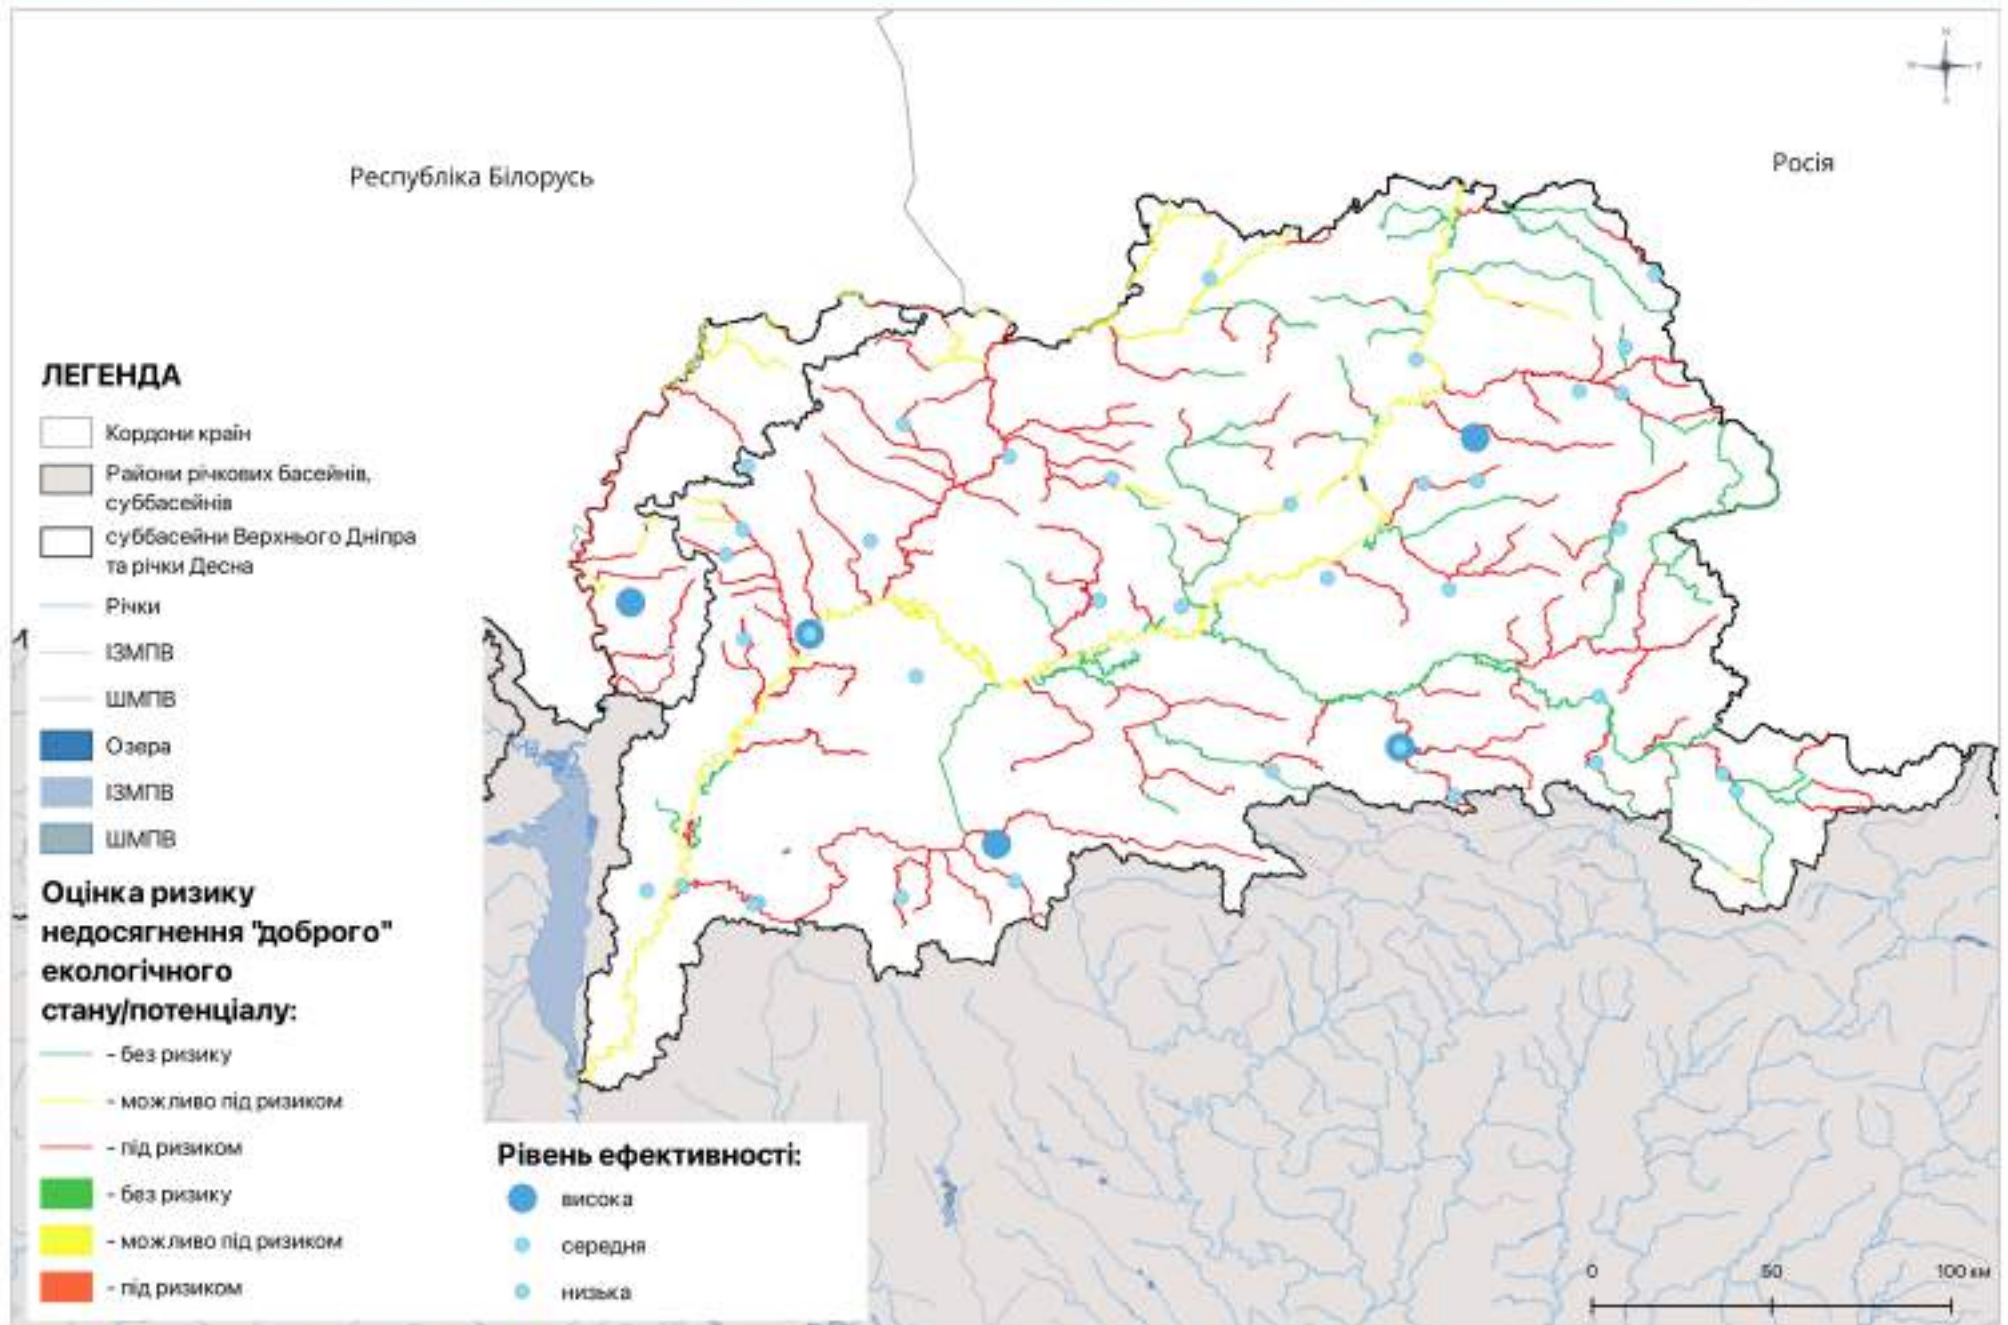 Республіка Білорусь
Росія
ЛЕГЕНДА
Кордони країн
Райони річкових басейнів,
суббасейнів
суббасейни Верхнього Дніпра
та річки Десна
Річки
ІЗМПВ
ШМПВ
Озера
ІЗМПВ
ШМПВ
Оцінка ризику
недосягнення "доброго"
екологічного
стану/потенціалу:
- без ризику
- можливо під ризиком
- під ризиком
- без ризику
- можливо під ризиком
- під ризиком
Рівень ефективності:
висока
середня
низька
0 50 100 км